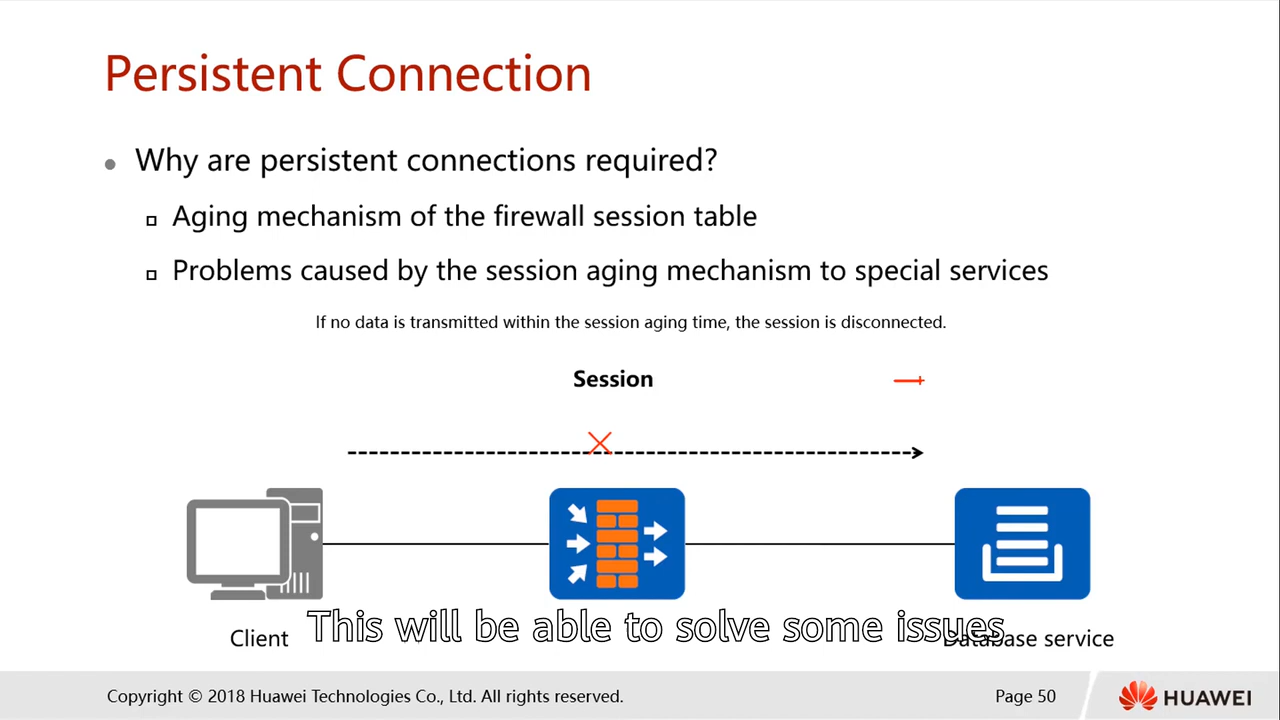 Persistent Connection
Why are persistent connections required?
Aging mechanism of the firewall session table
Problems caused by the session aging mechanism to special services
If no data is transmitted within the session aging time, the session is disconnected.
Session
This will be able to solve some issues
Client
Database service
Copyright © 2018 Huawei Technologies Co., Ltd. All rights reserved.
Page 50
HUAWEI